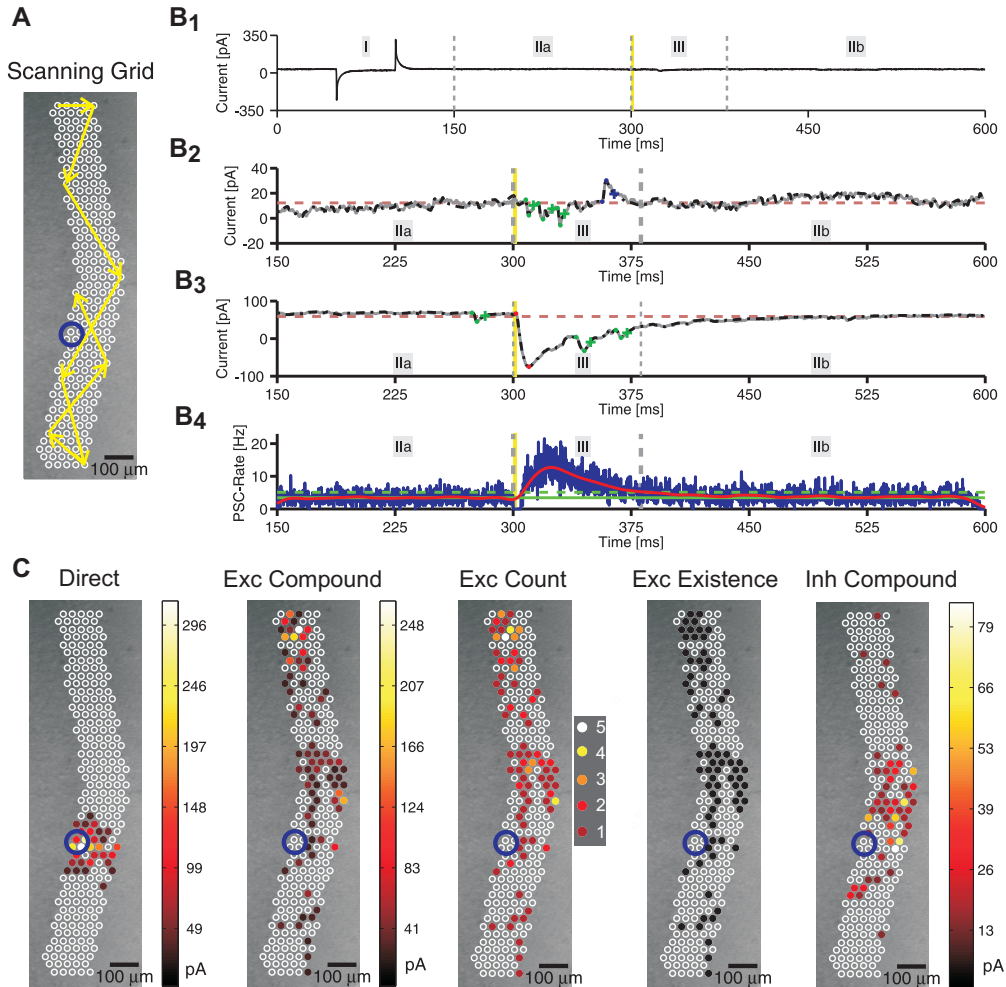 A
Scanning Grid
100 µm
B1
Current [pA]
350
0
-350
I
IIa
III
IIb
0
150
300
450
600
Time [ms]
B2
Current [pA]
40
20
0
-20
IIa
III
IIb
150
225
300
375
450
525
600
Time [ms]
B3
Current [pA]
100
0
-100
IIa
III
IIb
150
225
300
375
450
525
600
Time [ms]
B4
PSC-Rate [Hz]
20
10
0
IIa
III
IIb
150
225
300
375
450
525
600
Time [ms]
C
Direct
100 µm
296
246
197
148
99
49
pA
Exc Compound
100 µm
248
207
166
124
83
41
pA
Exc Count
100 µm
5
4
3
2
1
Exc Existence
100 µm
Inh Compound
100 µm
79
66
53
39
26
13
pA